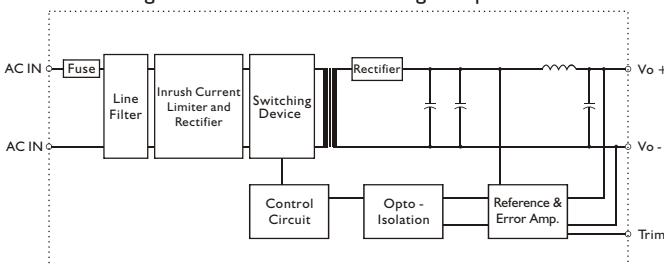 AC IN
Fuse
Line
Filter
Inrush Current
Limiter and
Rectifier
Switching
Device
Rectifier
Vo +
AC IN
Vo -
Control
Circuit
Opto -
Isolation
Reference &
Error Amp.
Trim